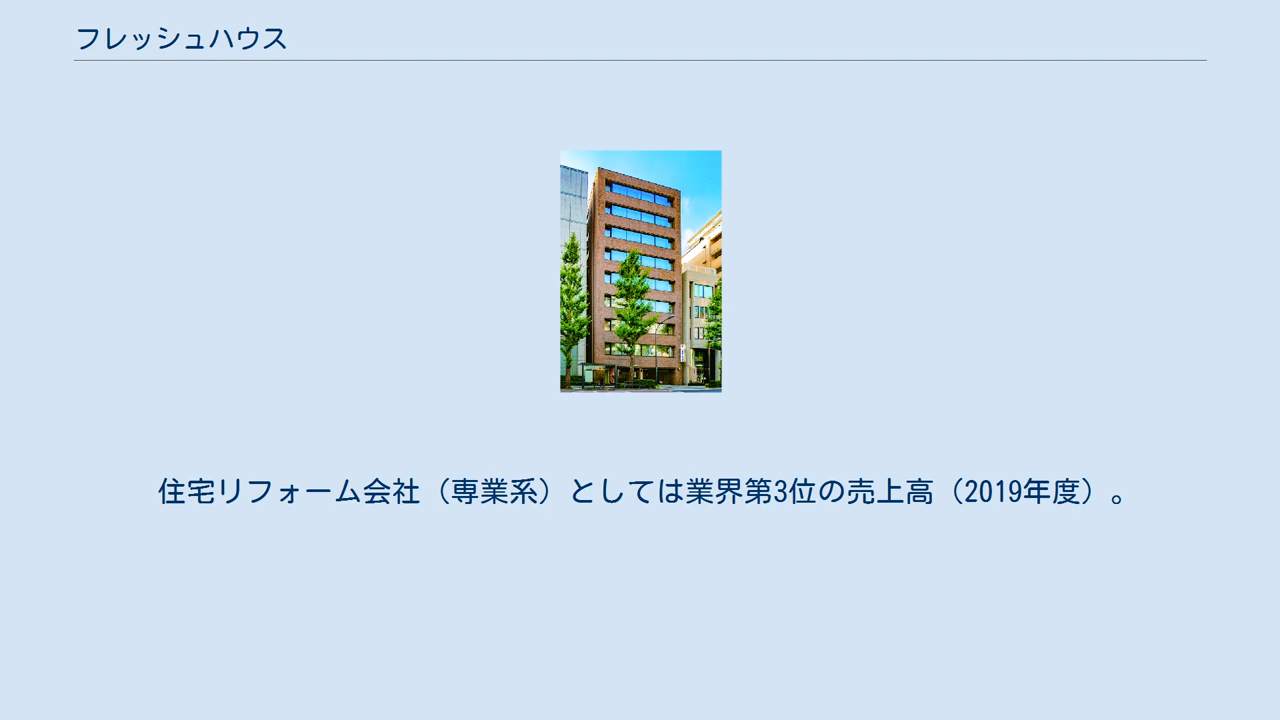 フレッシュハウス
住宅リフォーム会社（専業系）としては業界第3位の売上高（2019年度）。